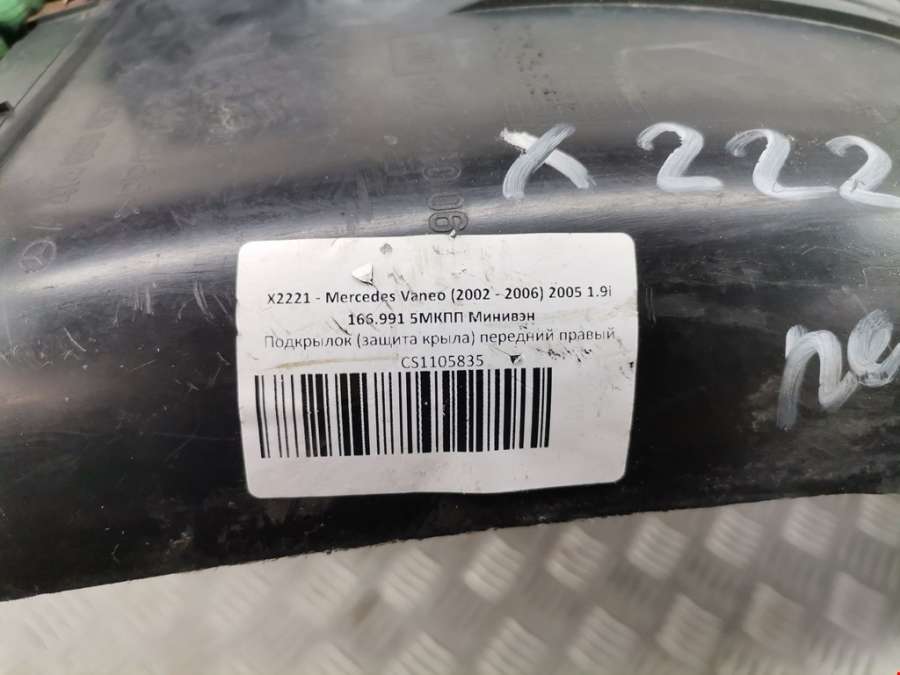 X 222
пе
X2221 - Mercedes Vaneo (2002 - 2006) 2005 1.9i
166.991 5МКПП Минивэн
Подкрылок (защита крыла) передний правый
CS1105835